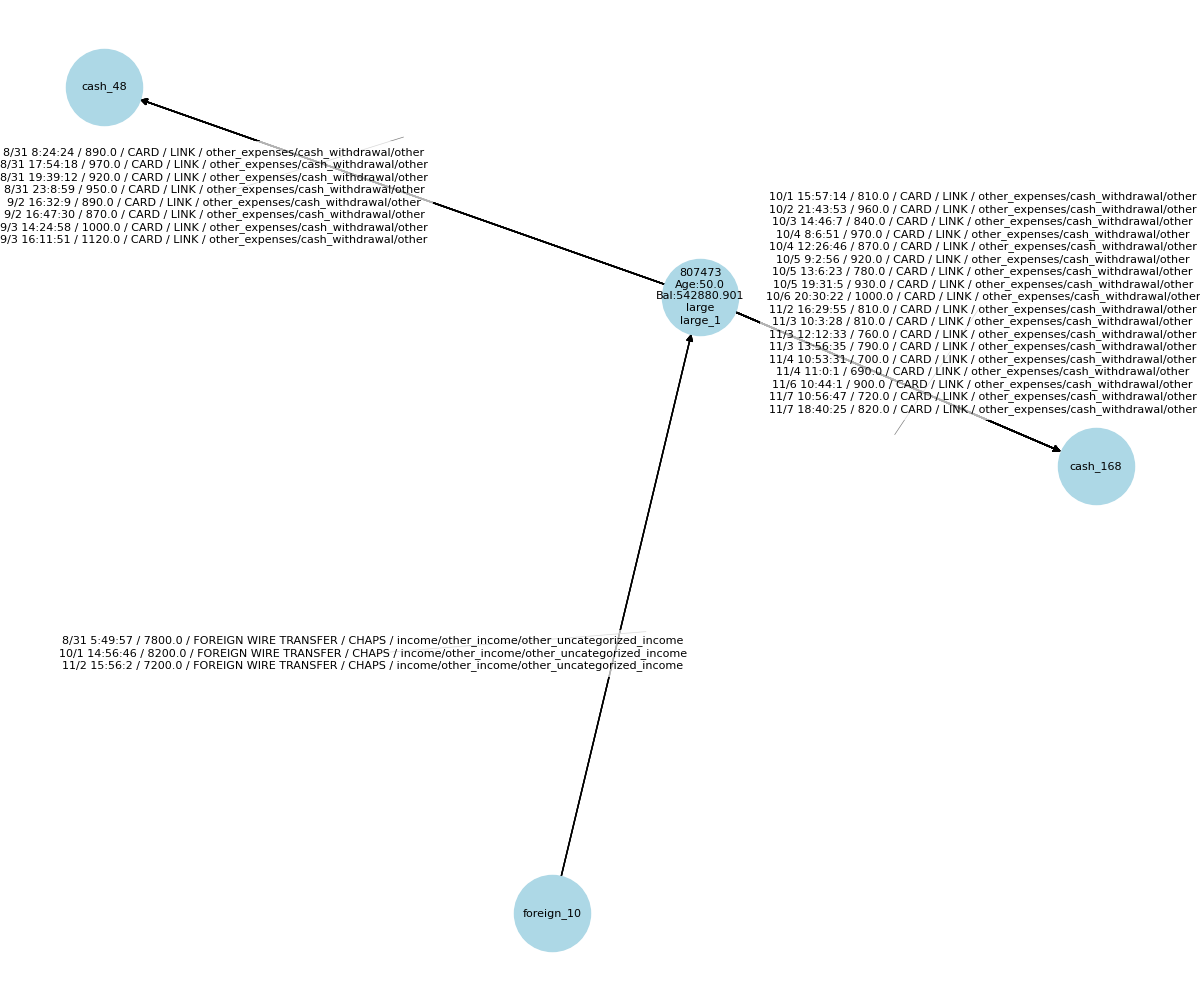 cash_48
8/31 8:24:24 / 890.0 / CARD / LINK / other_expenses/cash_withdrawal/other
8/31 17:54:18 / 970.0 / CARD / LINK / other_expenses/cash_withdrawal/other
8/31 19:39:12 / 920.0 / CARD / LINK / other_expenses/cash_withdrawal/other
8/31 23:8:59 / 950.0 / CARD / LINK / other_expenses/cash_withdrawal/other
9/2 16:32:9 / 890.0 / CARD / LINK / other_expenses/cash_withdrawal/other
9/2 16:47:30 / 870.0 / CARD / LINK / other_expenses/cash_withdrawal/other
9/3 14:24:58 / 1000.0 / CARD / LINK / other_expenses/cash_withdrawal/other
9/3 16:11:51 / 1120.0 / CARD / LINK / other_expenses/cash_withdrawal/other
807473
Age:50.0
Bal:542880.901
large
large_1
10/1 15:57:14 / 810.0 / CARD / LINK / other_expenses/cash_withdrawal/other
10/2 21:43:53 / 960.0 / CARD / LINK / other_expenses/cash_withdrawal/other
10/3 14:46:7 / 840.0 / CARD / LINK / other_expenses/cash_withdrawal/other
10/4 8:6:51 / 970.0 / CARD / LINK / other_expenses/cash_withdrawal/other
10/4 12:26:46 / 870.0 / CARD / LINK / other_expenses/cash_withdrawal/other
10/5 9:2:56 / 920.0 / CARD / LINK / other_expenses/cash_withdrawal/other
10/5 13:6:23 / 780.0 / CARD / LINK / other_expenses/cash_withdrawal/other
10/5 19:31:5 / 930.0 / CARD / LINK / other_expenses/cash_withdrawal/other
10/6 20:30:22 / 1000.0 / CARD / LINK / other_expenses/cash_withdrawal/other
11/2 16:29:55 / 810.0 / CARD / LINK / other_expenses/cash_withdrawal/other
11/3 10:3:28 / 810.0 / CARD / LINK / other_expenses/cash_withdrawal/other
11/3 12:12:33 / 760.0 / CARD / LINK / other_expenses/cash_withdrawal/other
11/3 13:56:35 / 790.0 / CARD / LINK / other_expenses/cash_withdrawal/other
11/4 10:53:31 / 700.0 / CARD / LINK / other_expenses/cash_withdrawal/other
11/4 11:0:1 / 690.0 / CARD / LINK / other_expenses/cash_withdrawal/other
11/6 10:44:1 / 900.0 / CARD / LINK / other_expenses/cash_withdrawal/other
11/7 10:56:47 / 720.0 / CARD / LINK / other_expenses/cash_withdrawal/other
11/7 18:40:25 / 820.0 / CARD / LINK / other_expenses/cash_withdrawal/other
cash_168
8/31 5:49:57 / 7800.0 / FOREIGN WIRE TRANSFER / CHAPS / income/other_income/other_uncategorized_income
10/1 14:56:46 / 8200.0 / FOREIGN WIRE TRANSFER / CHAPS / income/other_income/other_uncategorized_income
11/2 15:56:2 / 7200.0 / FOREIGN WIRE TRANSFER / CHAPS / income/other_income/other_uncategorized_income
foreign_10